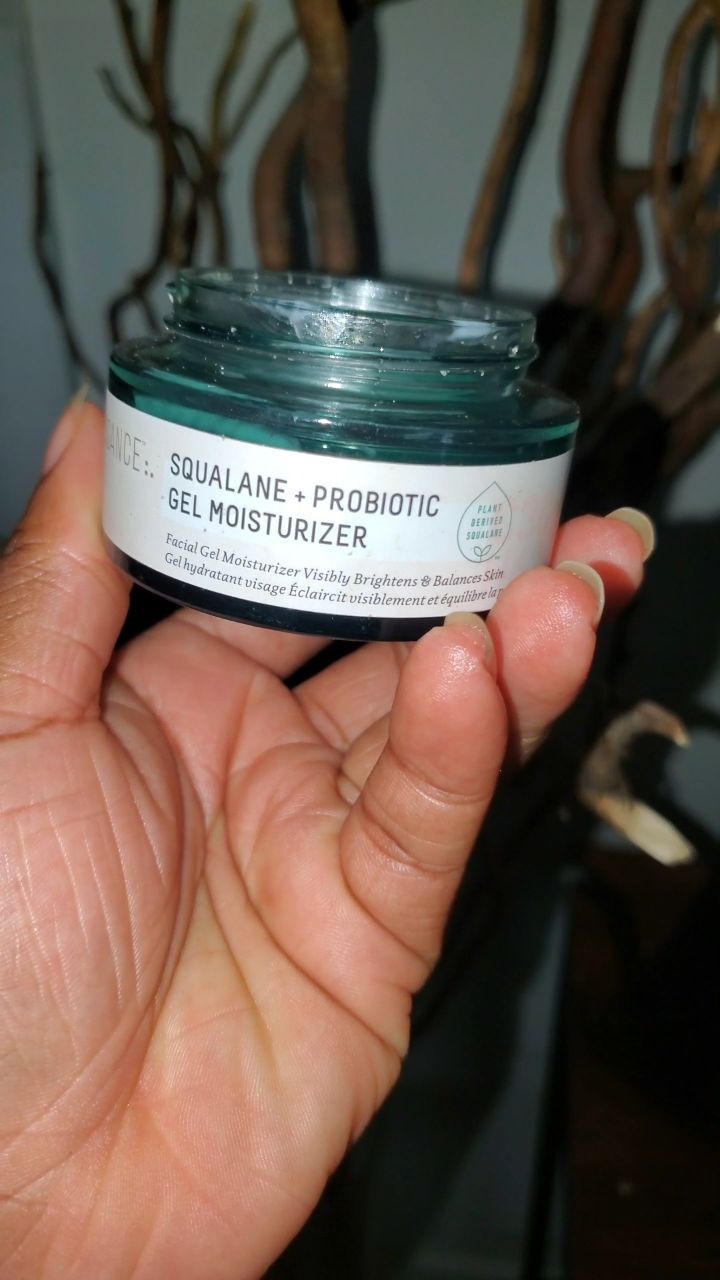 SQUALANE + PROBIOTIC
GEL MOISTURIZER
Facial Gel Moisturizer Visibly Brightens & Balances Skin
Gel hydratant visage Éclaircit visiblement et équilibre la
PLANT
DERIVED
SQUALANE